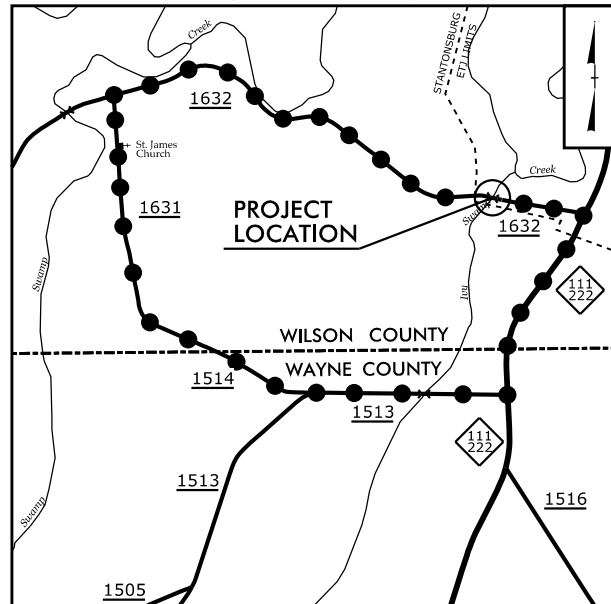 Creek
STANTONSBURG
ETJ LIMITS
1632
St. James
Church
Creek
1631
PROJECT
LOCATION
Swamp
1632
Swamp
Ivy
111
222
WILSON COUNTY
WAYNE COUNTY
1514
1513
111
222
1513
1516
Swamp
1505